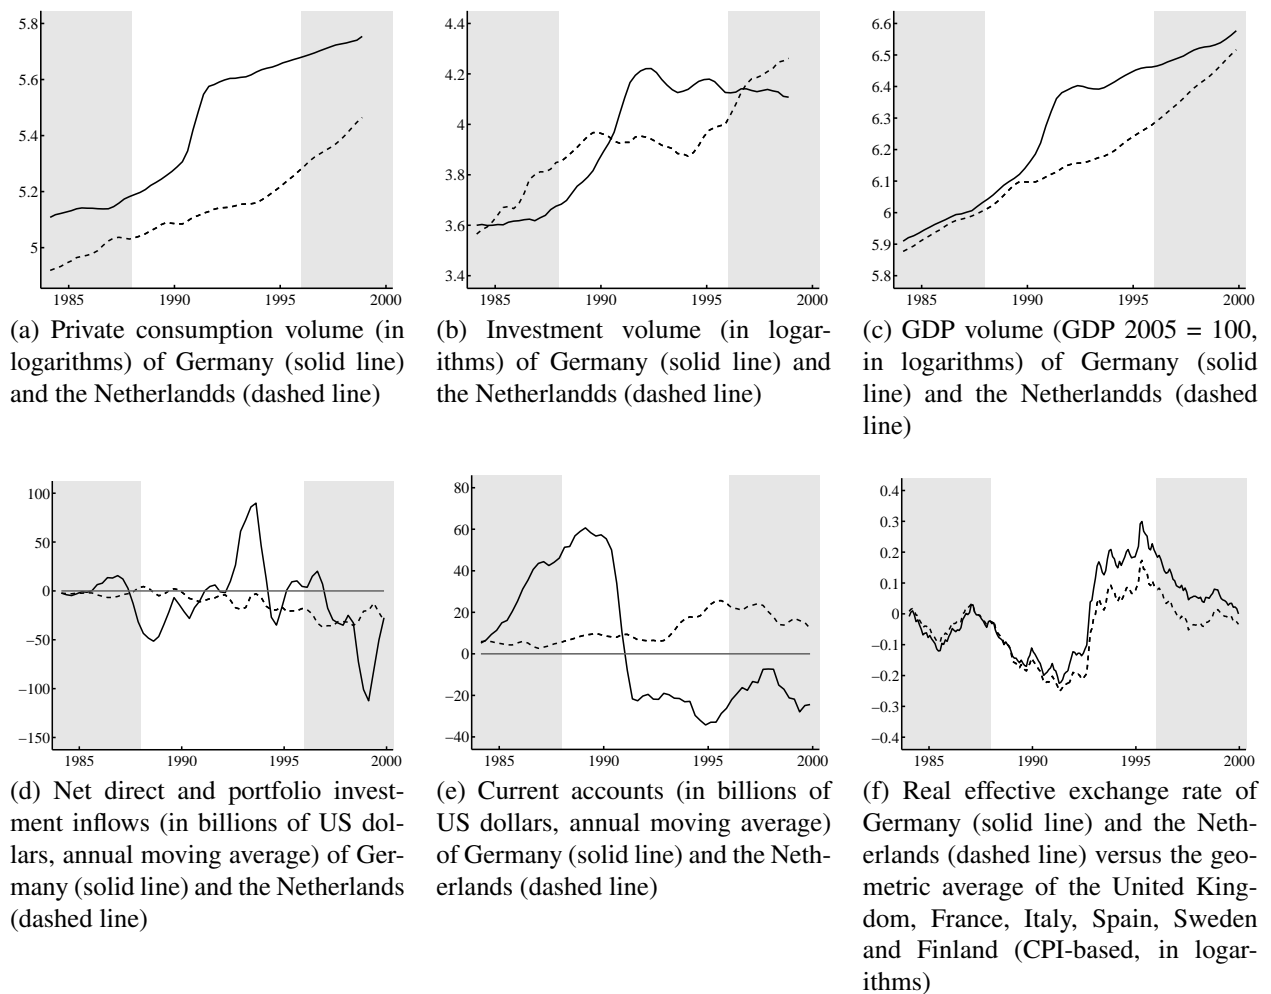 5.8
5.6
5.4
5.2
5
1985 1990 1995 2000
(a) Private consumption volume (in
logarithms) of Germany (solid line)
and the Netherlandds (dashed line)
4.4
4.2
4
3.8
3.6
3.4
1985 1990 1995 2000
(b) Investment volume (in logar-
ithms) of Germany (solid line) and
the Netherlandds (dashed line)
6.6
6.5
6.4
6.3
6.2
6.1
6
5.9
5.8
1985 1990 1995 2000
(c) GDP volume (GDP 2005 = 100,
in logarithms) of Germany (solid
line) and the Netherlandds (dashed
line)
100
50
0
−50
−100
−150
1985 1990 1995 2000
(d) Net direct and portfolio invest-
ment inflows (in billions of US dol-
lars, annual moving average) of Ger-
many (solid line) and the Netherlands
(dashed line)
80
60
40
20
0
−20
−40
1985 1990 1995 2000
(e) Current accounts (in billions of
US dollars, annual moving average)
of Germany (solid line) and the Neth-
erlands (dashed line)
0.4
0.3
0.2
0.1
0
−0.1
−0.2
−0.3
−0.4
1985 1990 1995 2000
(f) Real effective exchange rate of
Germany (solid line) and the Neth-
erlands (dashed line) versus the geo-
metric average of the United King-
dom, France, Italy, Spain, Sweden
and Finland (CPI-based, in logar-
ithms)